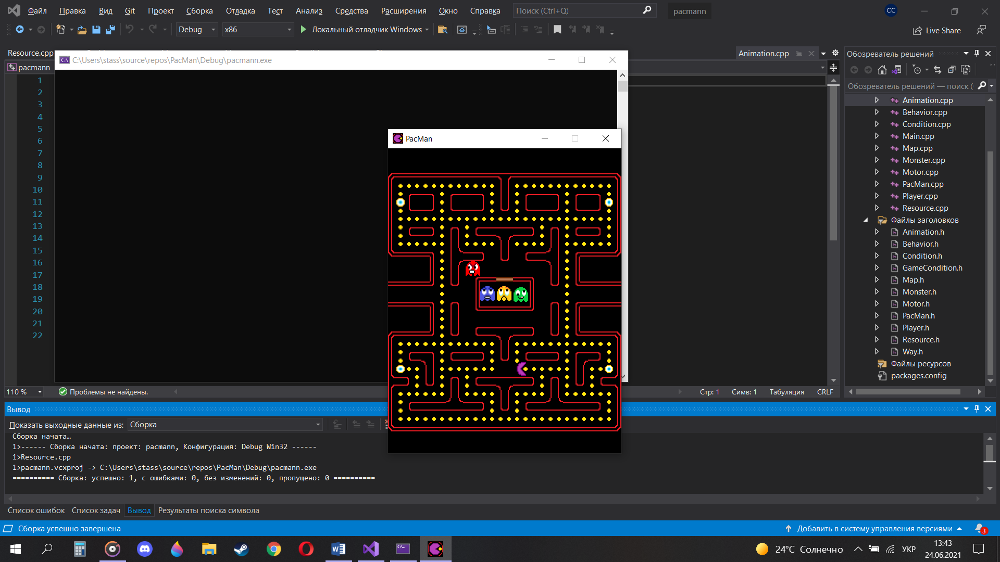 Файл Правка Вид Git Проект Сборка Отладка Тест Анализ Средства Расширения Окно Справка Поиск (Ctrl+Q) pacmann CC
Debug x86 Локальный отладчик Windows Live Share
Resource.cpp Animation.cpp Обозреватель решений
C:\Users\stass\source\repos\PacMan\Debug\pacmann.exe
pacmann
Обозреватель решений — поиск (
1
2
3
4
5
6
7
8
9
10
11
12
13
14
15
16
17
18
19
20
21
22
PacMan
Animation.cpp
Behavior.cpp
Condition.cpp
Main.cpp
Map.cpp
Monster.cpp
Motor.cpp
PacMan.cpp
Player.cpp
Resource.cpp
Файлы заголовков
Animation.h
Behavior.h
Condition.h
GameCondition.h
Map.h
Monster.h
Motor.h
PacMan.h
Player.h
Resource.h
Way.h
Файлы ресурсов
packages.config
110 % Проблемы не найдены. Стр: 1 Симв: 1 Табуляция CRLF
Вывод
Показать выходные данные из: Сборка
Сборка начата…
1>------ Сборка начата: проект: pacmann, Конфигурация: Debug Win32 ------
1>Resource.cpp
1>pacmann.vcxproj -> C:\Users\stass\source\repos\PacMan\Debug\pacmann.exe
========== Сборка: успешно: 1, с ошибками: 0, без изменений: 0, пропущено: 0 ==========
Список ошибок Список задач Вывод Результаты поиска символа
Сборка успешно завершена Добавить в систему управления версиями 3
24°C Солнечно УКР 13:43
24.06.2021